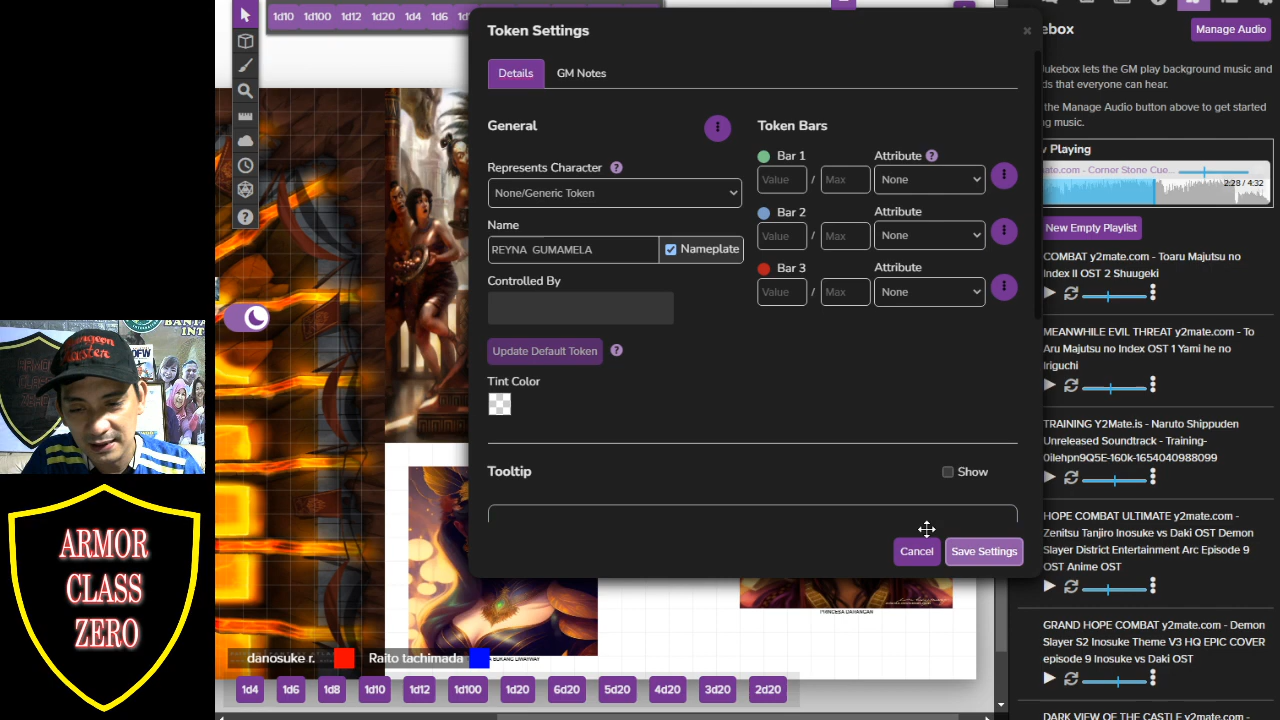 1d10 1d100 1d12 1d20 1d4 1d6
Token Settings
Details GM Notes
General
Represents Character
None/Generic Token
Name
REYNA GUMAMELA Nameplate
Controlled By
Update Default Token
Tint Color
Token Bars
Bar 1 Attribute
Value / Max None
Bar 2 Attribute
Value / Max None
Bar 3 Attribute
Value / Max None
Tooltip Show
Cancel Save Settings
Manage Audio
ukebox lets the GM play background music and
ds that everyone can hear.
the Manage Audio button above to get started
ng music.
Playing
mate.com - Corner Stone Cue..
2:28 / 4:32
New Empty Playlist
COMBAT y2mate.com - Toaru Majutsu no
Index II OST 2 Shuugeki
MEANWHILE EVIL THREAT y2mate.com - To
Aru Majutsu no Index OST 1 Yami he no
Iriguchi
TRAINING Y2Mate.is - Naruto Shippuden
Unreleased Soundtrack - Training-
0ilehpn9Q5E-160k-1654040988099
HOPE COMBAT ULTIMATE y2mate.com -
Zenitsu Tanjiro Inosuke vs Daki OST Demon
Slayer District Entertainment Arc Episode 9
OST Anime OST
GRAND HOPE COMBAT y2mate.com - Demon
Slayer S2 Inosuke Theme V3 HQ EPIC COVER
episode 9 Inosuke vs Daki OST
DARK VIEW OF THE CASTLE y2mate.com -
ARMOR
CLASS
ZERO
PRINCESA DARANGAN
danosuke r. Raito tachimada
1d4 1d6 1d8 1d10 1d12 1d100 1d20 6d20 5d20 4d20 3d20 2d20